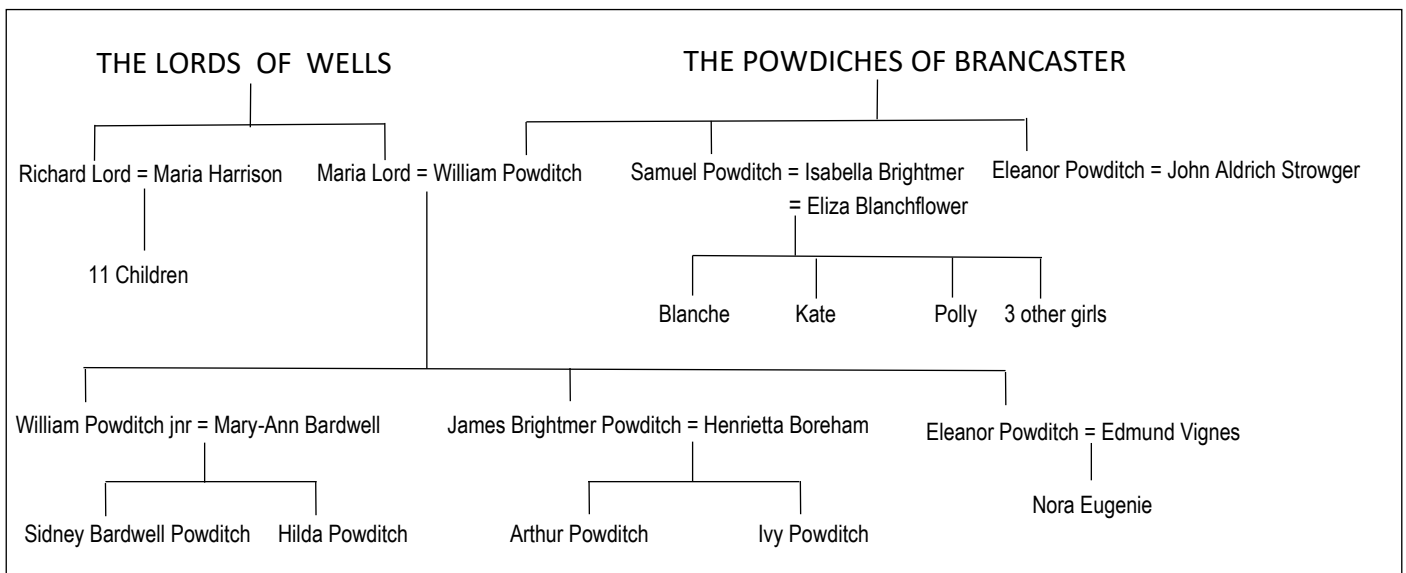 THE LORDS OF WELLS
THE POWDICHES OF BRANCASTER
Richard Lord = Maria Harrison
Maria Lord = William Powditch
Samuel Powditch = Isabella Brightmer
= Eliza Blanchflower
Eleanor Powditch = John Aldrich Strowger
11 Children
Blanche
Kate
Polly
3 other girls
William Powditch jnr = Mary-Ann Bardwell
James Brightmer Powditch = Henrietta Boreham
Eleanor Powditch = Edmund Vignes
Sidney Bardwell Powditch
Hilda Powditch
Arthur Powditch
Ivy Powditch
Nora Eugenie